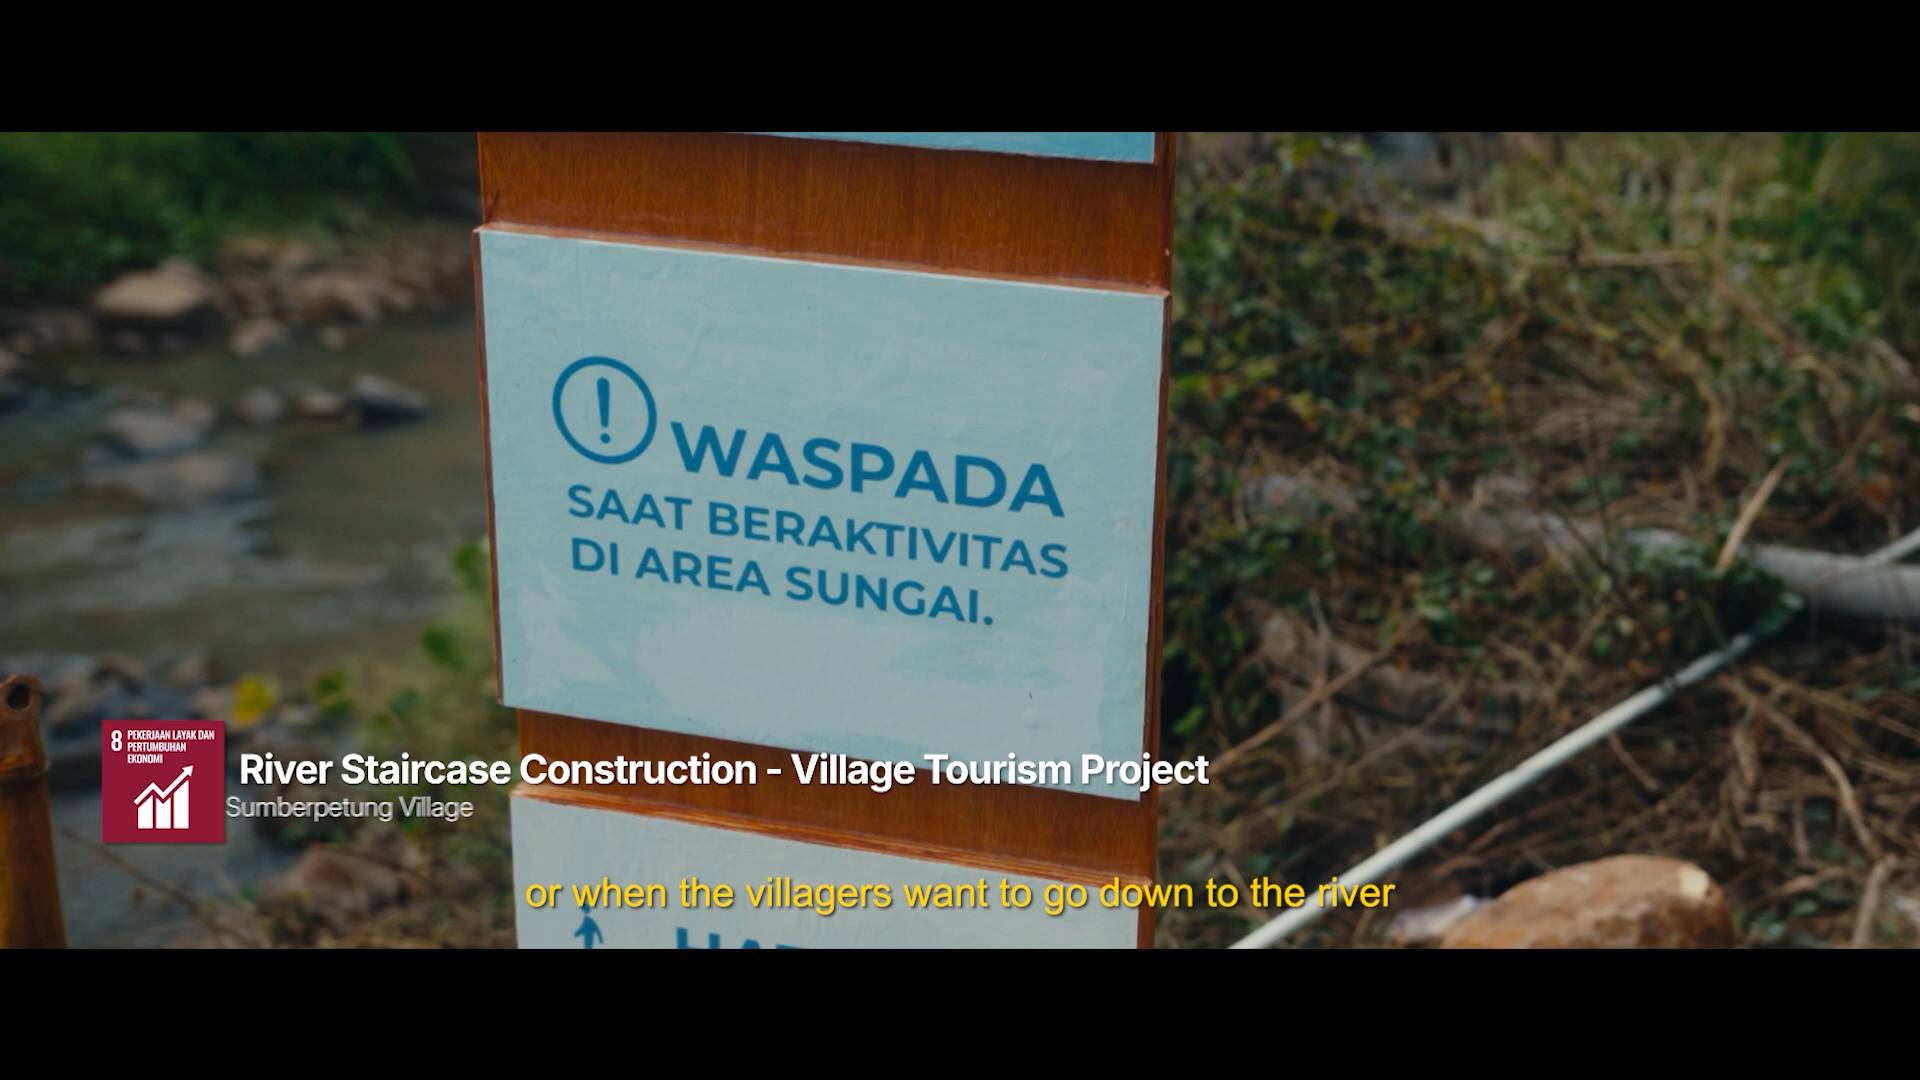 WASPADA
SAAT BERAKTIVITAS
DI AREA SUNGAI.
8 PEKERJAAN LAYAK DAN
PERTUMBUHAN
EKONOMI
River Staircase Construction - Village Tourism Project
Sumberpetung Village
or when the villagers want to go down to the river